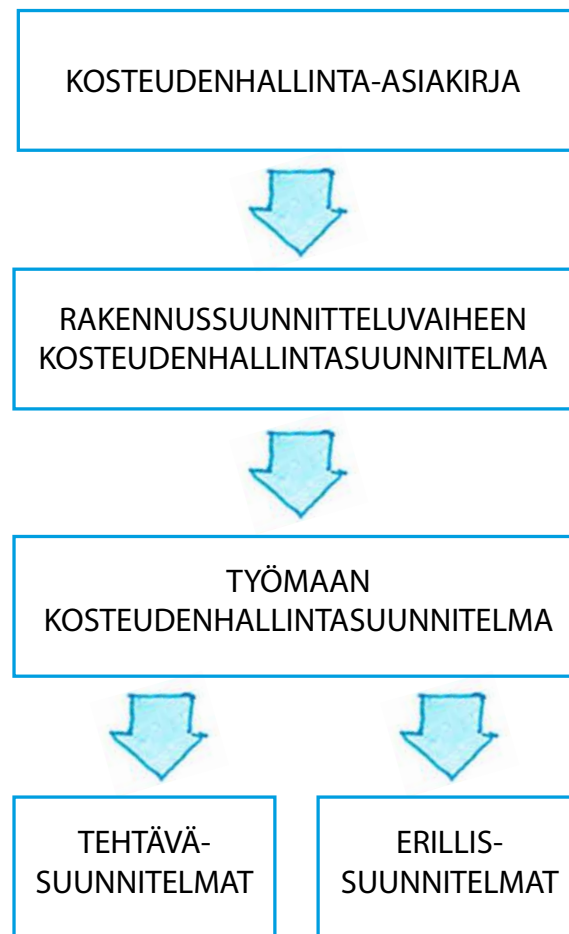 KOSTEUDENHALLINTA-ASIAKIRJA
RAKENNUSSUUNNITTELUVAIHEEN
KOSTEUDENHALLINTASUUNNITELMA
TYÖMAAN
KOSTEUDENHALLINTASUUNNITELMA
TEHTÄVÄ-
SUUNNITELMAT
ERILLIS-
SUUNNITELMAT